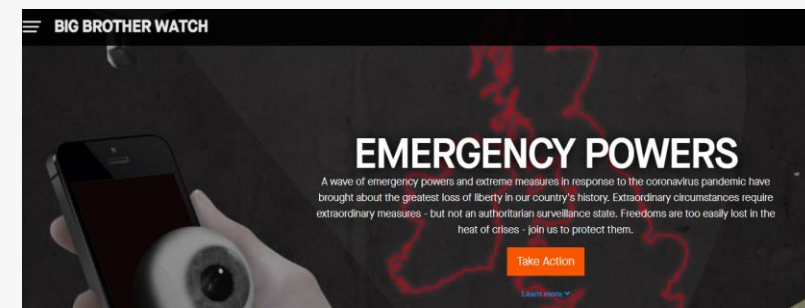 BIG BROTHER WATCH
EMERGENCY POWERS
A wave of emergency powers and extreme measures in response to the coronavirus pandemic have
brought about the greatest loss of liberty in our country's history. Extraordinary circumstances require
extraordinary measures - but not an authoritarian surveillance state. Freedoms are too easily lost in the
heat of crises - join us to protect them.
Take Action
Learn more